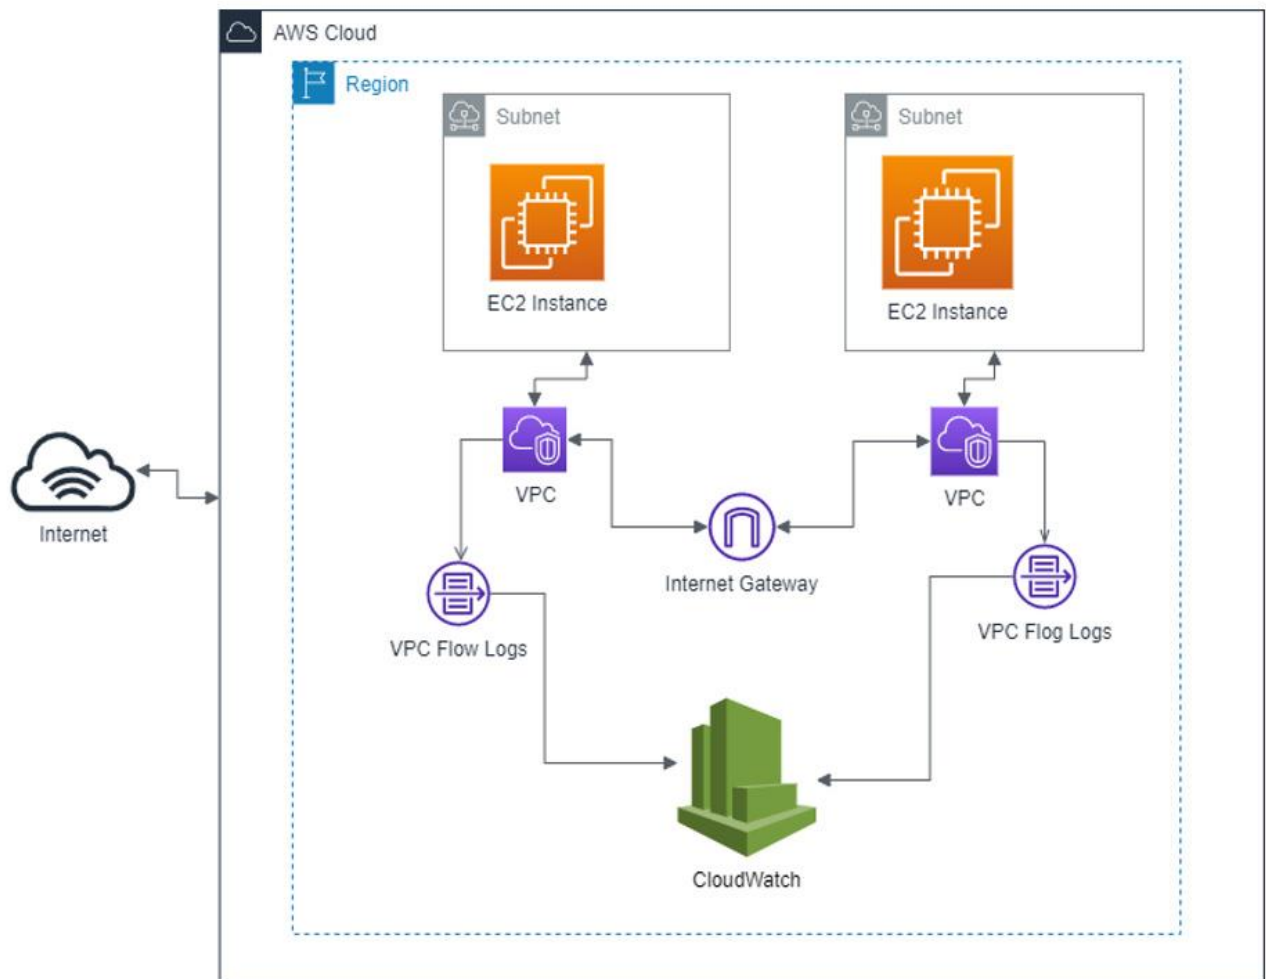 AWS Cloud
Region
Subnet
Subnet
EC2 Instance
EC2 Instance
VPC
VPC
Internet
Internet Gateway
VPC Flow Logs
VPC Flog Logs
CloudWatch